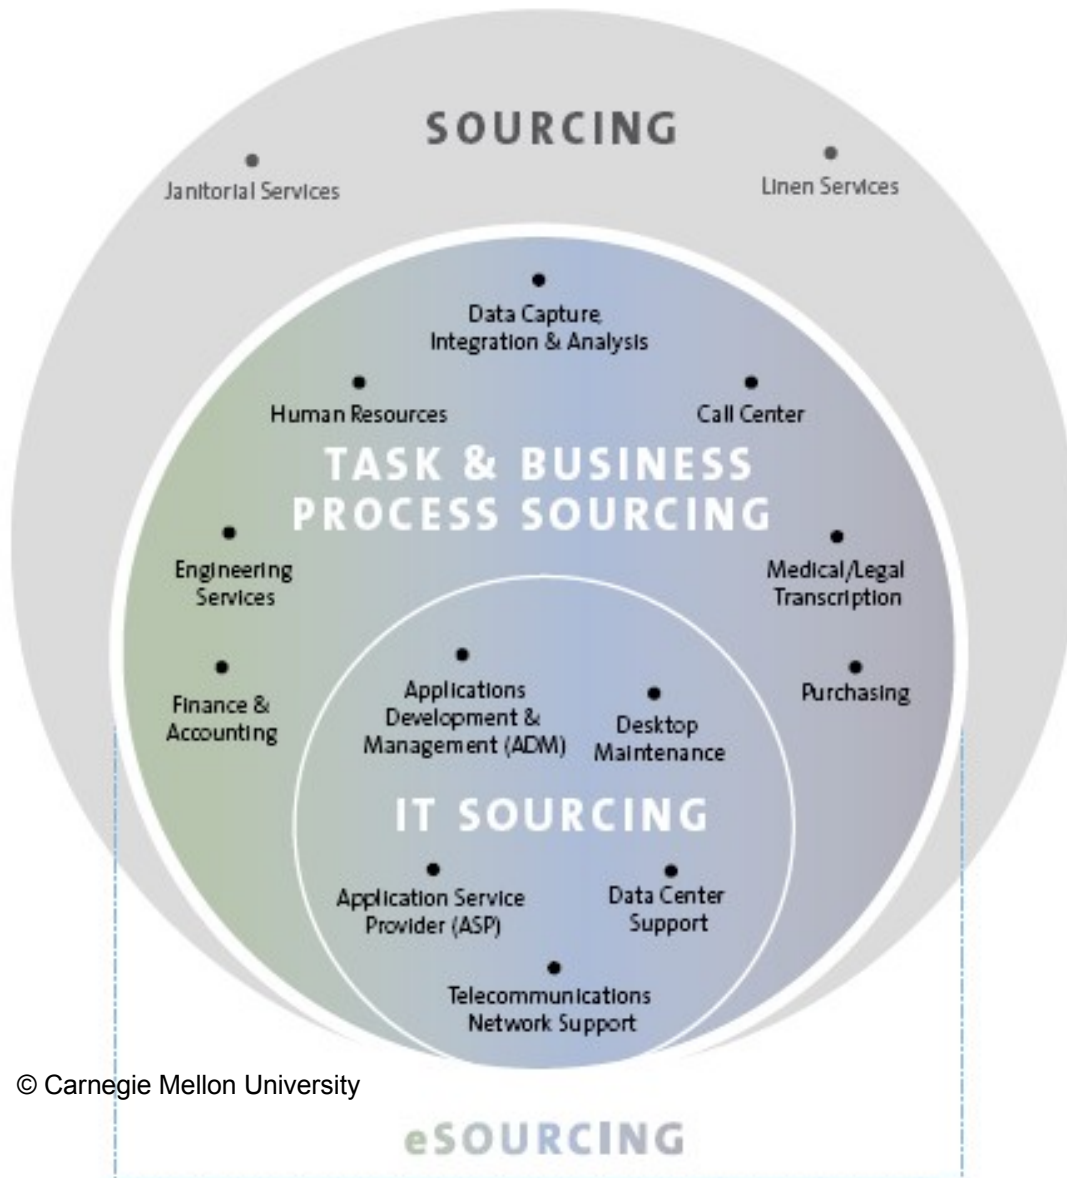 SOURCING
Janitorial Services
Linen Services
Data Capture,
Integration & Analysis
Human Resources
Call Center
TASK & BUSINESS
PROCESS SOURCING
Engineering
Services
Medical/Legal
Transcription
Finance &
Accounting
Purchasing
Applications
Development &
Management (ADM)
Desktop
Maintenance
IT SOURCING
Application Service
Provider (ASP)
Data Center
Support
Telecommunications
Network Support
© Carnegie Mellon University
eSOURCING